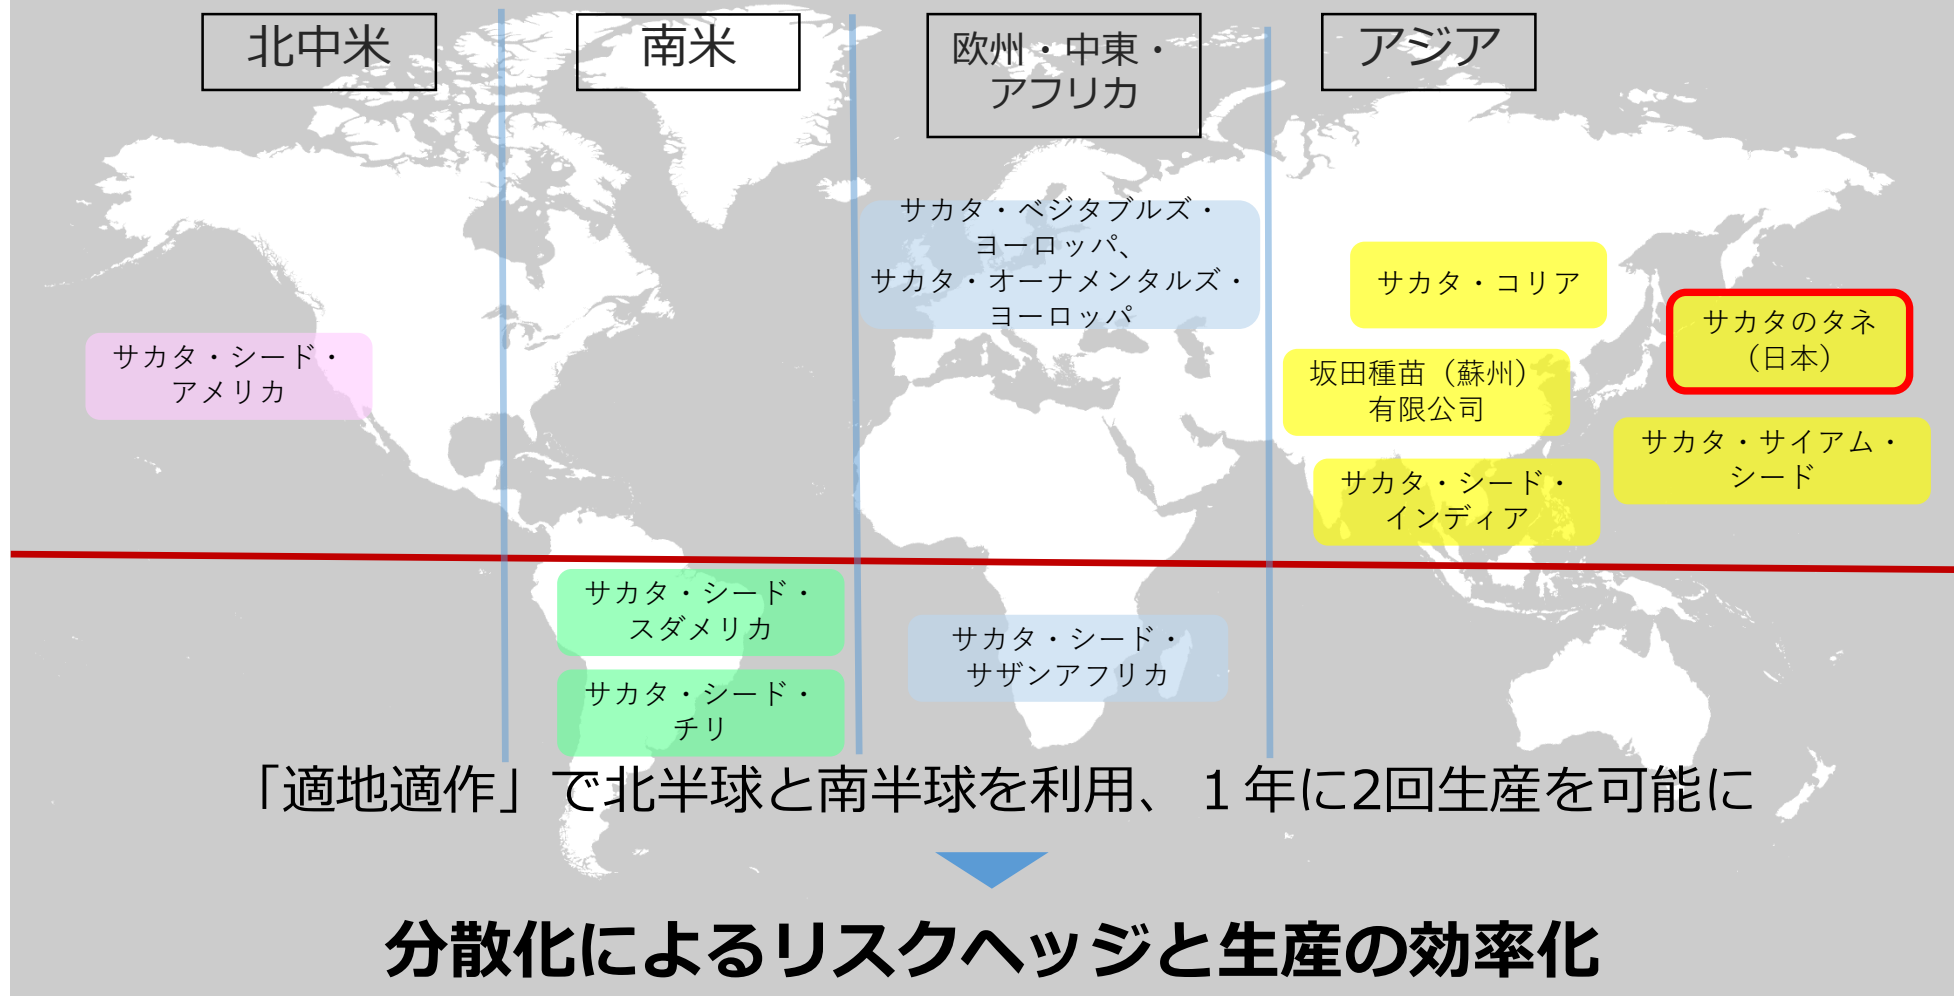 北中米
南米
欧州・中東・
アフリカ
アジア
サカタ・ベジタブルズ・
ヨーロッパ、
サカタ・オーナメンタルズ・
ヨーロッパ
サカタ・コリア
サカタのタネ
（日本）
サカタ・シード・
アメリカ
坂田種苗（蘇州）
有限公司
サカタ・サイアム・
シード
サカタ・シード・
インディア
サカタ・シード・
スダメリカ
サカタ・シード・
サザンアフリカ
サカタ・シード・
チリ
「適地適作」で北半球と南半球を利用、１年に2回生産を可能に
分散化によるリスクヘッジと生産の効率化